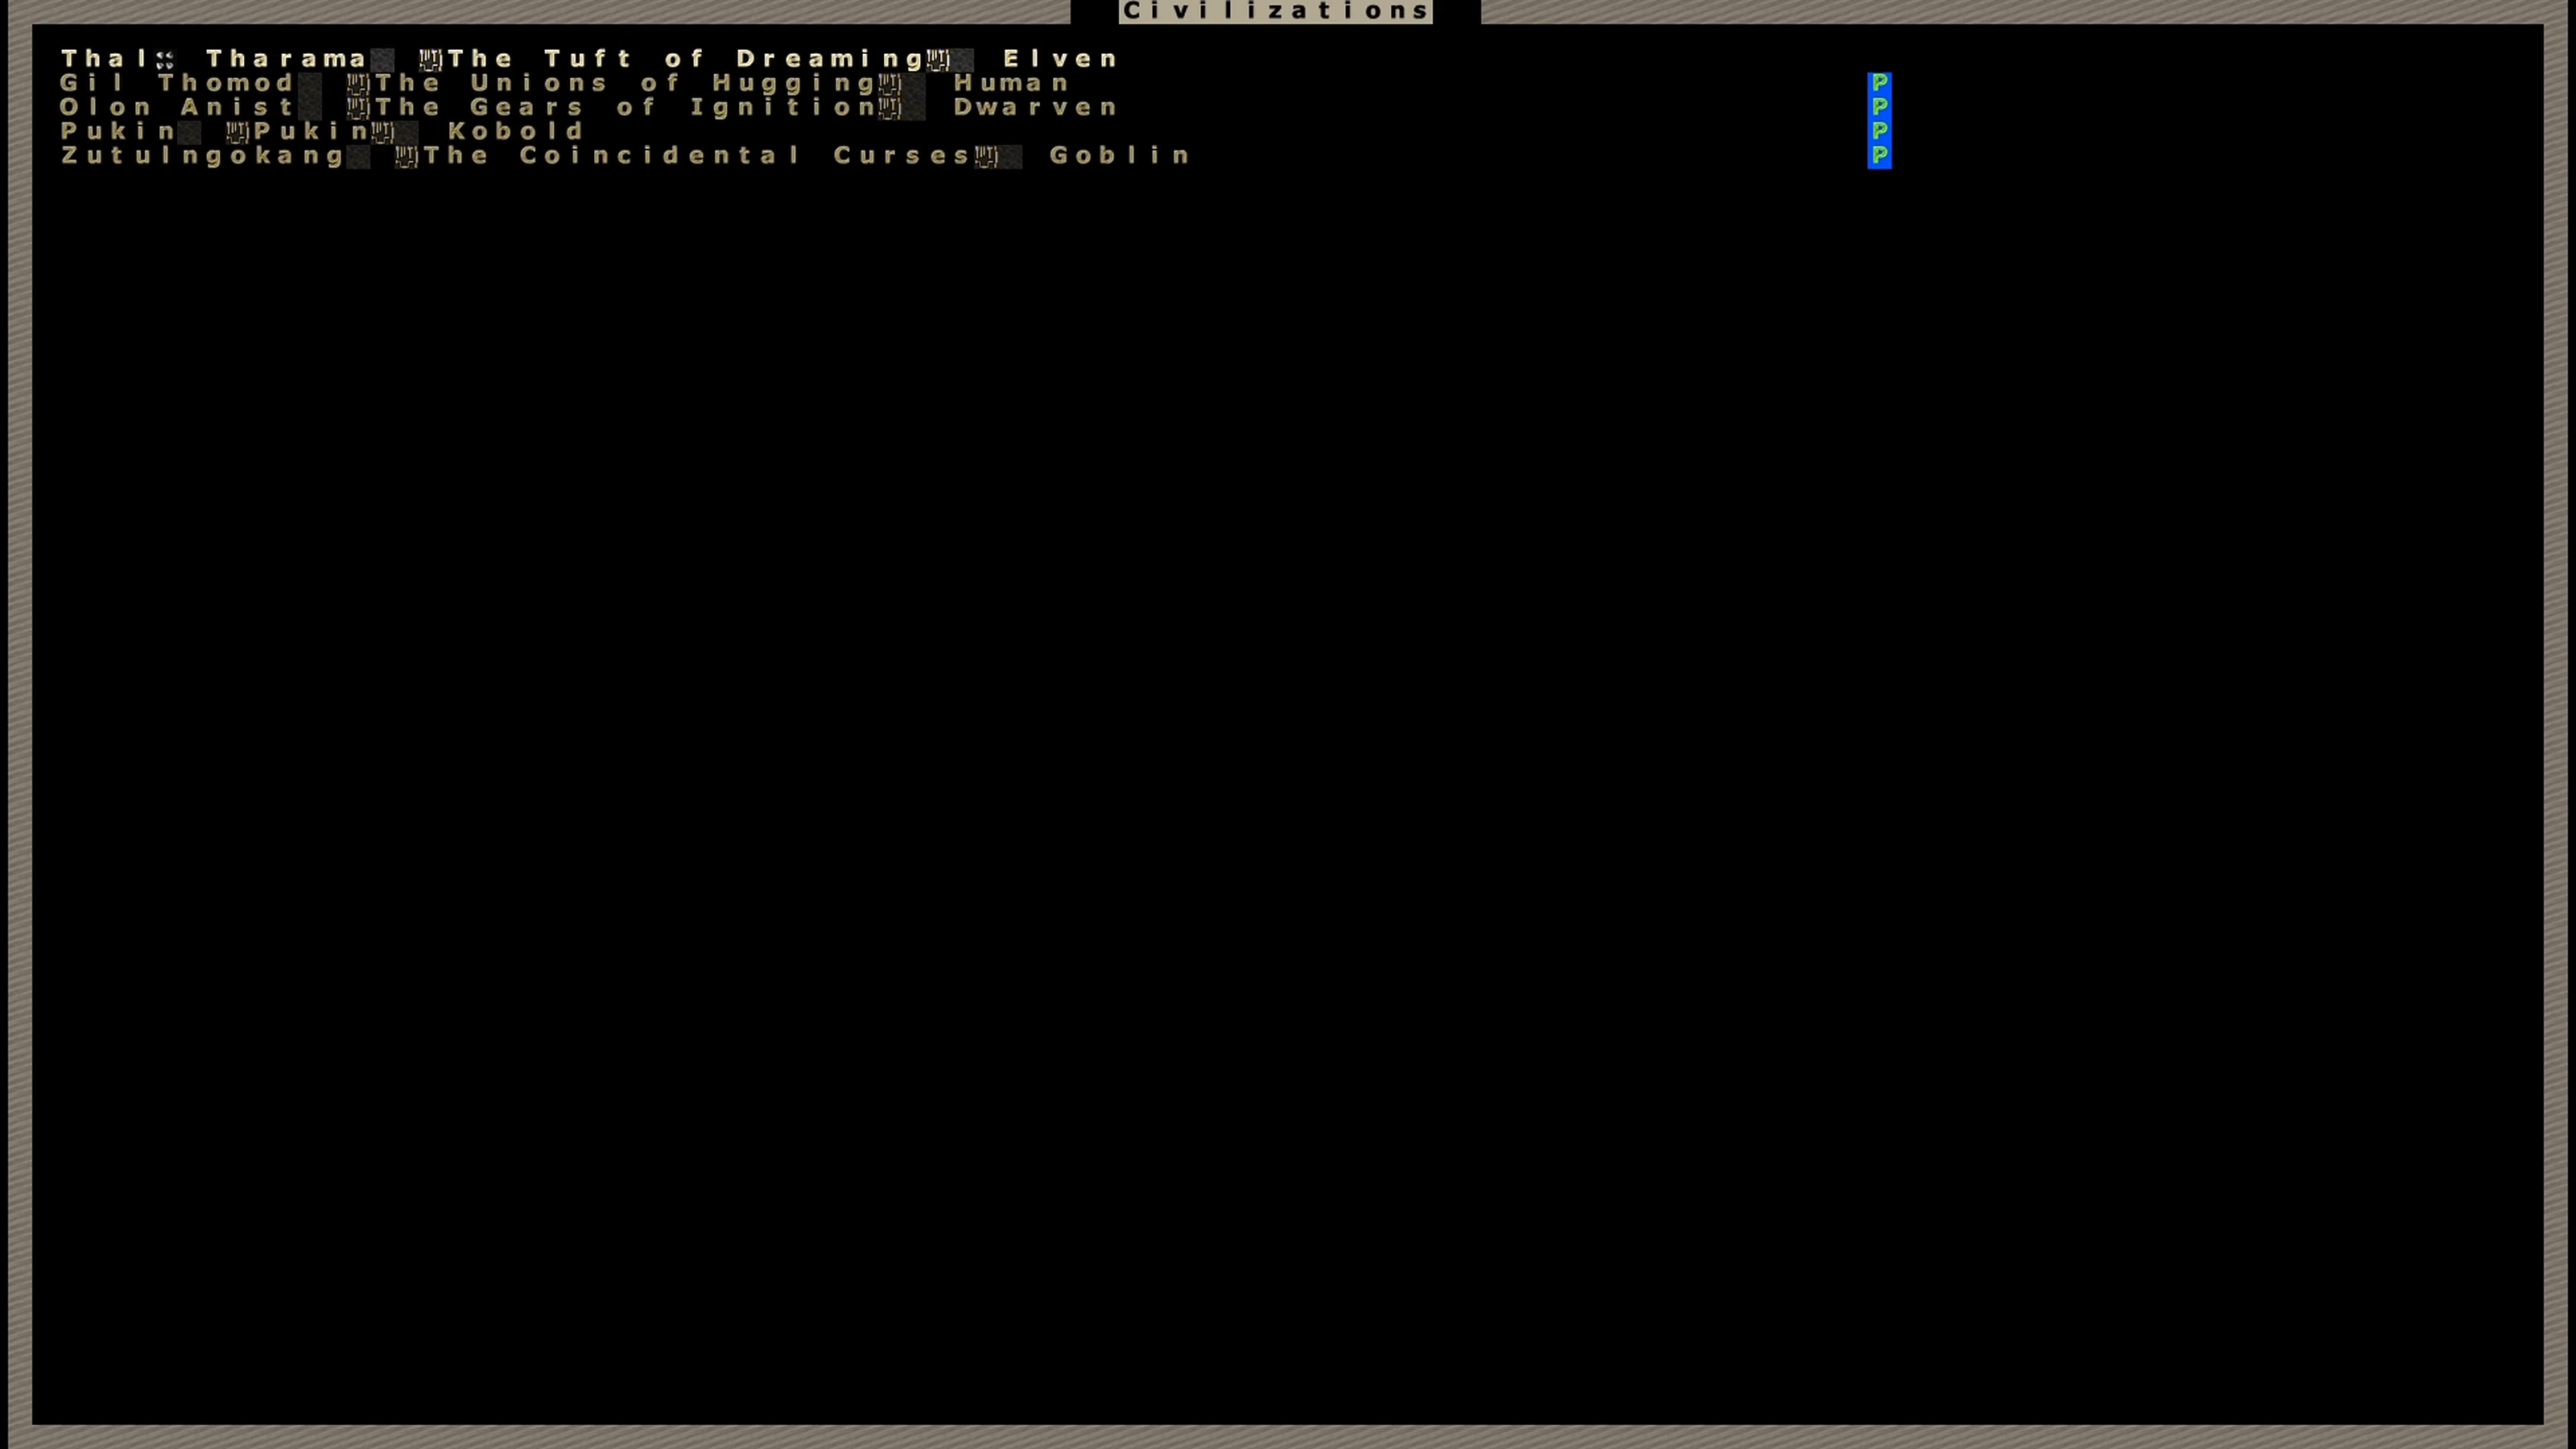 Civilizations
Thal Tharama The Tuft of Dreaming Elven
Gil Thomod The Unions of Hugging Human P
Olon Anist The Gears of Ignition Dwarven P
Pukin Pukin Kobold P
Zutulngokang The Coincidental Curses Goblin P